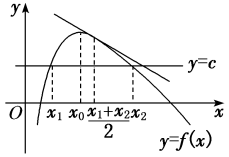 y
y=c
O x₁ x₀ (x₁+x₂)/2 x₂ x
y=f(x)